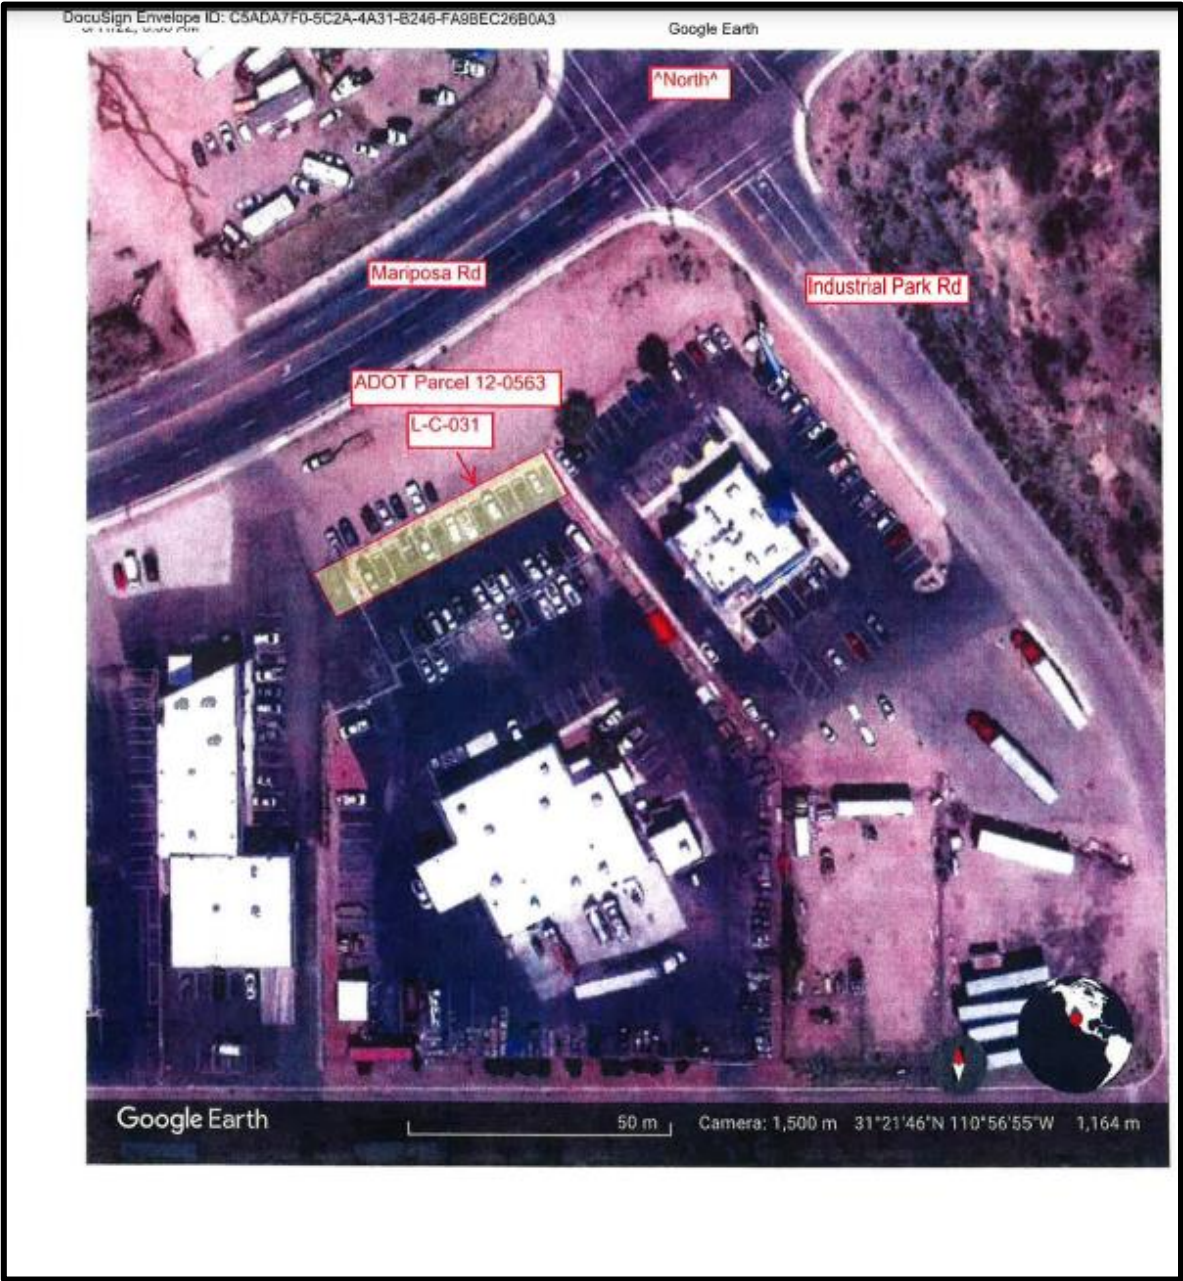 DocuSign Envelope ID: C5ADA7F0-5C2A-4A31-B246-FA9BEC26B0A3
Google Earth
^North^
Mariposa Rd
Industrial Park Rd
ADOT Parcel 12-0563
L-C-031
Google Earth
50 m
Camera: 1,500 m 31°21'46"N 110°56'55"W 1,164 m